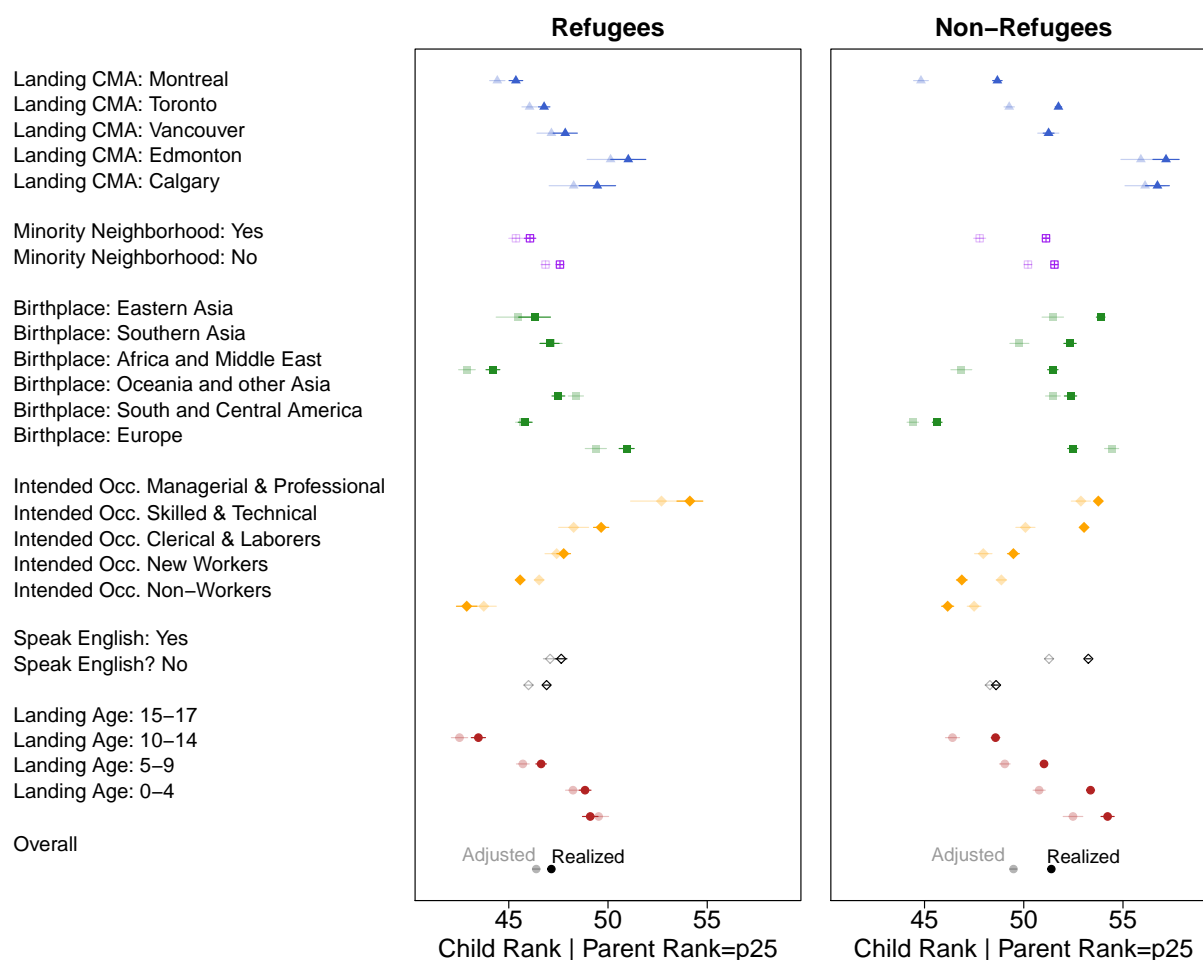 Refugees
Non−Refugees
Landing CMA: Montreal
Landing CMA: Toronto
Landing CMA: Vancouver
Landing CMA: Edmonton
Landing CMA: Calgary
Minority Neighborhood: Yes
Minority Neighborhood: No
Birthplace: Eastern Asia
Birthplace: Southern Asia
Birthplace: Africa and Middle East
Birthplace: Oceania and other Asia
Birthplace: South and Central America
Birthplace: Europe
Intended Occ. Managerial & Professional
Intended Occ. Skilled & Technical
Intended Occ. Clerical & Laborers
Intended Occ. New Workers
Intended Occ. Non−Workers
Speak English: Yes
Speak English? No
Landing Age: 15−17
Landing Age: 10−14
Landing Age: 5−9
Landing Age: 0−4
Overall
Adjusted Realized
Adjusted Realized
45 50 55
45 50 55
Child Rank | Parent Rank=p25
Child Rank | Parent Rank=p25